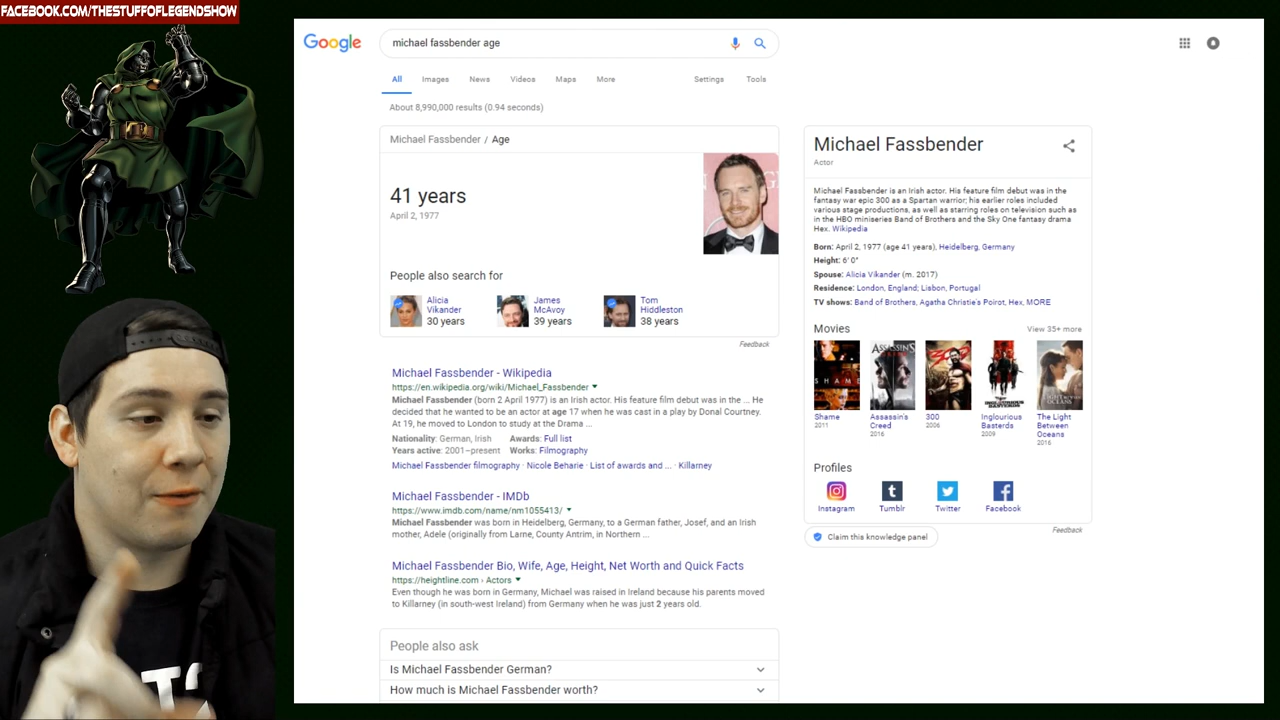 FACEBOOK.COM/THESTUFFOFLEGENDSHOW
Google
michael fassbender age
All Images News Videos Maps More Settings Tools
About 8,990,000 results (0.94 seconds)
Michael Fassbender / Age
41 years
April 2, 1977
People also search for
Alicia
Vikander
30 years
James
McAvoy
39 years
Tom
Hiddleston
38 years
Feedback
Michael Fassbender - Wikipedia
https://en.wikipedia.org/wiki/Michael_Fassbender
Michael Fassbender (born 2 April 1977) is an Irish actor. His feature film debut was in the ... He
decided that he wanted to be an actor at age 17 when he was cast in a play by Donal Courtney.
At 19, he moved to London to study at the Drama ...
Nationality: German, Irish Awards: Full list
Years active: 2001–present Works: Filmography
Michael Fassbender filmography · Nicole Beharie · List of awards and ... · Killarney
Michael Fassbender - IMDb
https://www.imdb.com/name/nm1055413/
Michael Fassbender was born in Heidelberg, Germany, to a German father, Josef, and an Irish
mother, Adele (originally from Larne, County Antrim, in Northern ...
Michael Fassbender Bio, Wife, Age, Height, Net Worth and Quick Facts
https://heightline.com › Actors
Even though he was born in Germany, Michael was raised in Ireland because his parents moved
to Killarney (in south-west Ireland) from Germany when he was just 2 years old.
People also ask
Is Michael Fassbender German?
How much is Michael Fassbender worth?
Michael Fassbender
Actor
Michael Fassbender is an Irish actor. His feature film debut was in the
fantasy war epic 300 as a Spartan warrior; his earlier roles included
various stage productions, as well as starring roles on television such as
in the HBO miniseries Band of Brothers and the Sky One fantasy drama
Hex. Wikipedia
Born: April 2, 1977 (age 41 years), Heidelberg, Germany
Height: 6' 0"
Spouse: Alicia Vikander (m. 2017)
Residence: London, England; Lisbon, Portugal
TV shows: Band of Brothers, Agatha Christie's Poirot, Hex, MORE
Movies View 35+ more
SHAME
ASSASSIN'S
300
Shame
2011
Assassin's
Creed
2016
300
2006
Inglourious
Basterds
2009
The Light
Between
Oceans
2016
Profiles
Instagram Tumblr Twitter Facebook
Feedback
Claim this knowledge panel